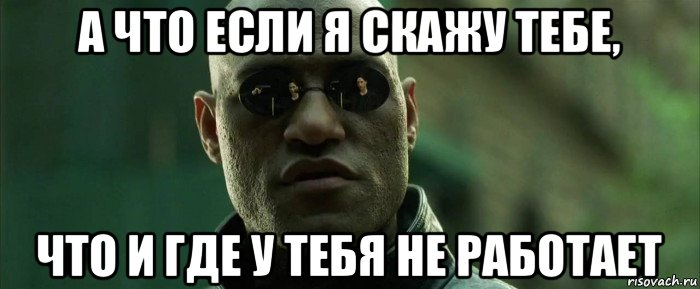 А ЧТО ЕСЛИ Я СКАЖУ ТЕБЕ,
ЧТО И ГДЕ У ТЕБЯ НЕ РАБОТАЕТ
risovach.ru